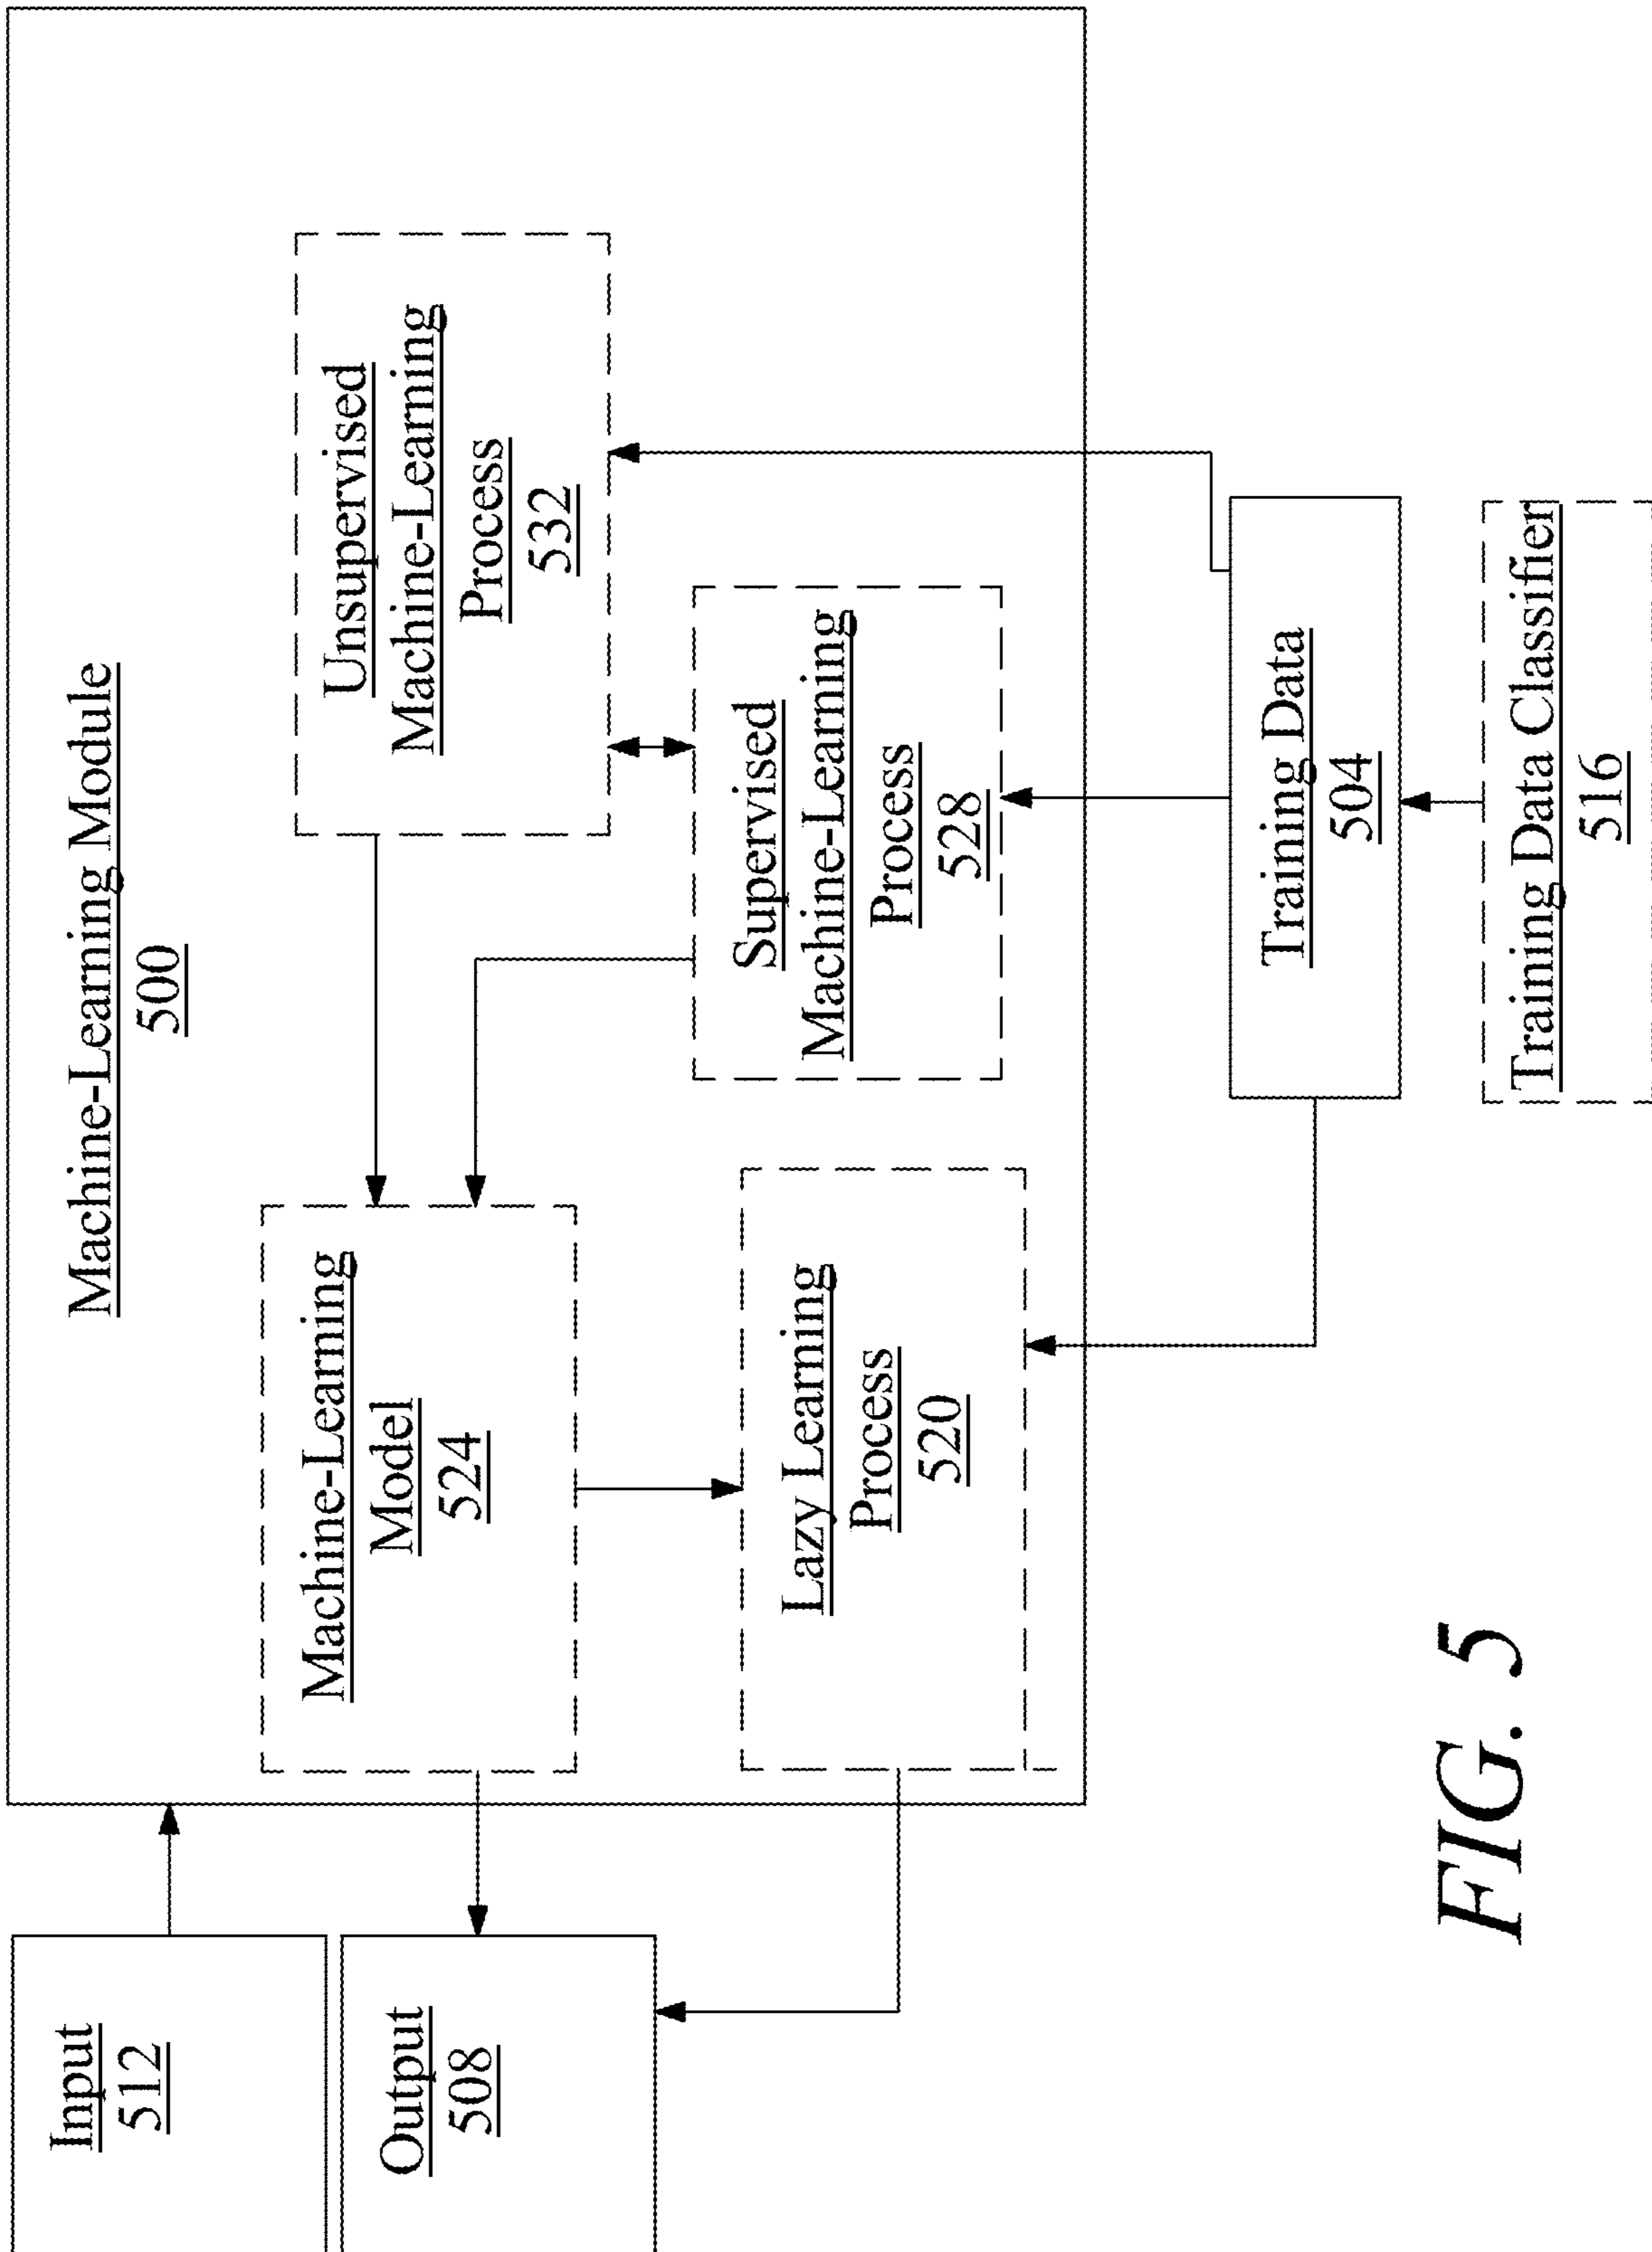 Machine-Learning Module
500
Input
512
Output
508
Machine-Learning
Model
524
Unsupervised
Machine-Learning
Process
532
Lazy Learning
Process
520
Supervised
Machine-Learning
Process
528
Training Data
504
Training Data Classifier
516
FIG. 5